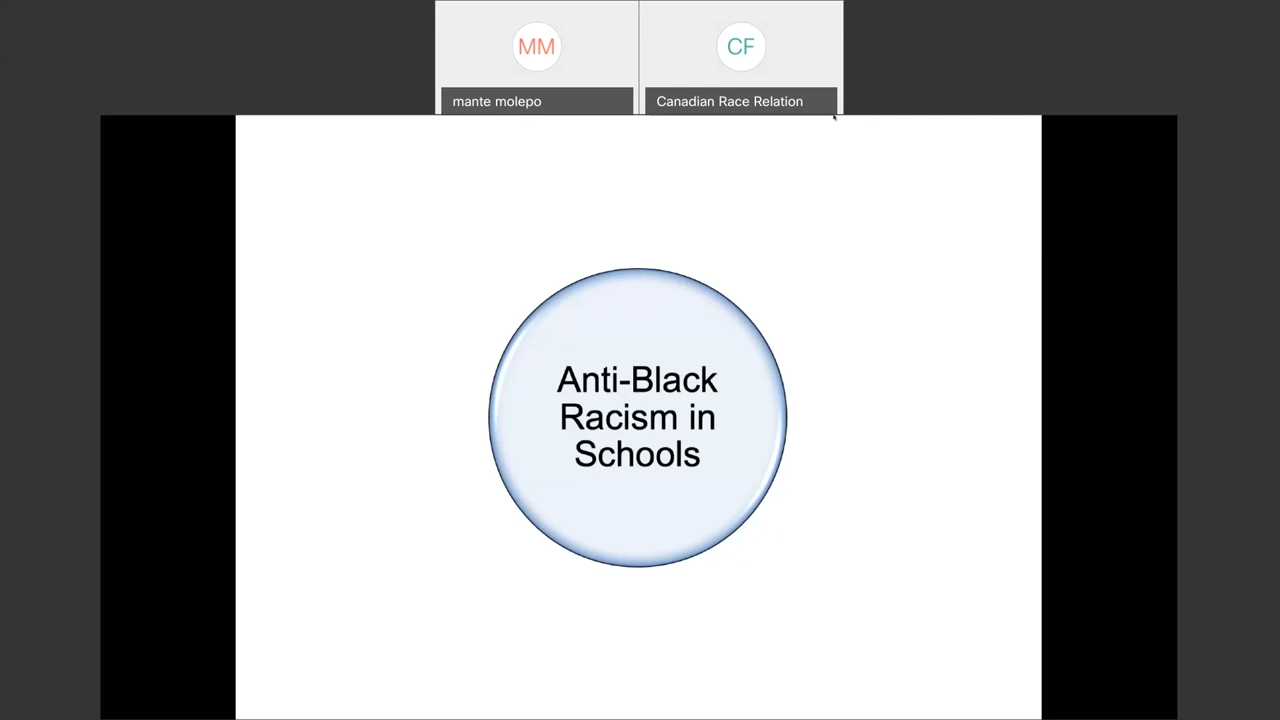 MM
CF
mante molepo
Canadian Race Relation
Anti-Black
Racism in
Schools